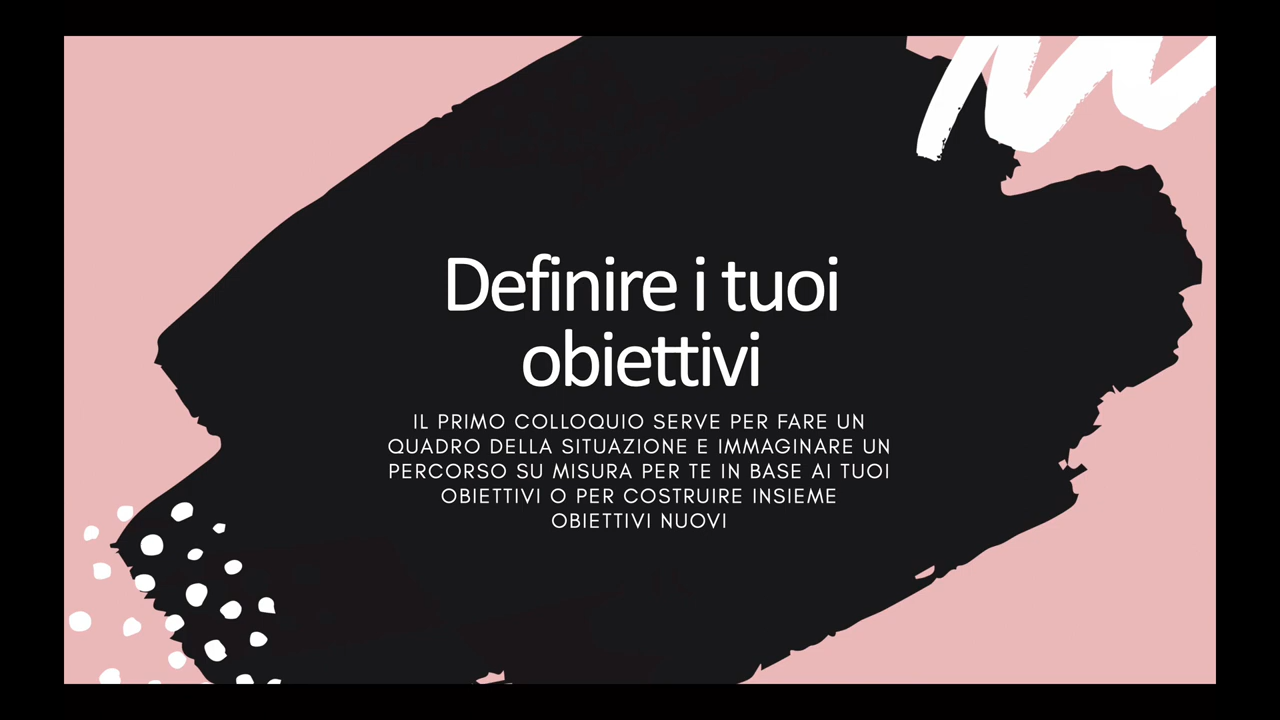 Definire i tuoi
obiettivi
IL PRIMO COLLOQUIO SERVE PER FARE UN
QUADRO DELLA SITUAZIONE E IMMAGINARE UN
PERCORSO SU MISURA PER TE IN BASE AI TUOI
OBIETTIVI O PER COSTRUIRE INSIEME
OBIETTIVI NUOVI